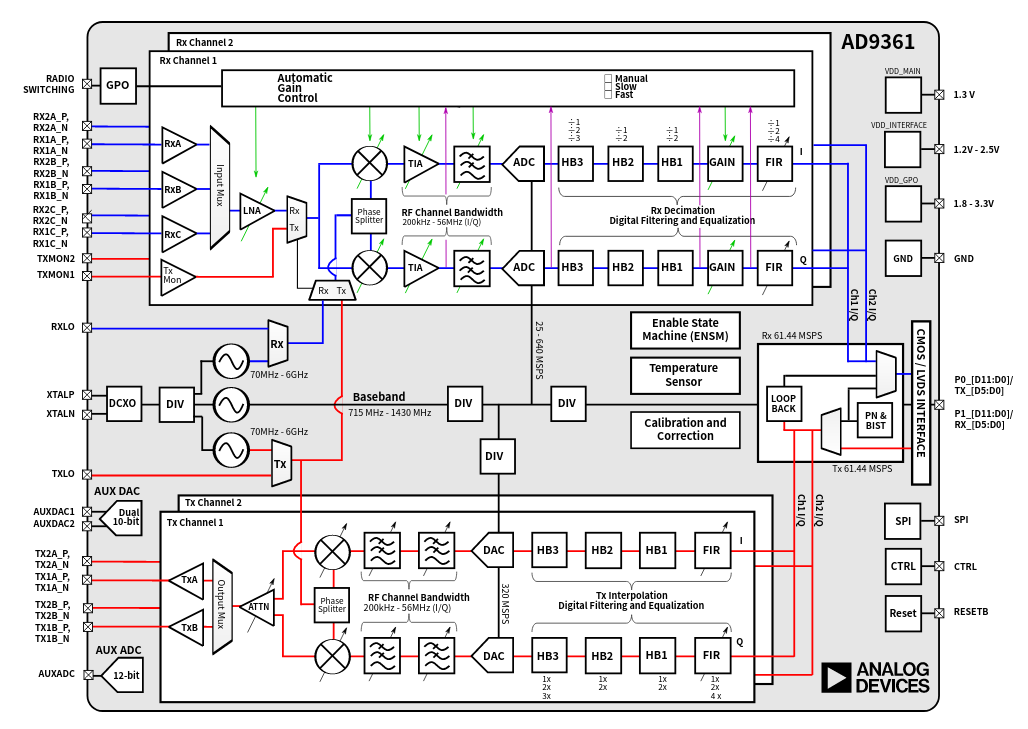 AD9361
Rx Channel 2
Rx Channel 1
RADIO
SWITCHING
GPO
Automatic
Gain
Control
Manual
Slow
Fast
VDD_MAIN
1.3 V
VDD_INTERFACE
1.2V - 2.5V
VDD_GPO
1.8 - 3.3V
GND
GND
RX2A_P,
RX2A_N
RX1A_P,
RX1A_N
RX2B_P,
RX2B_N
RX1B_P,
RX1B_N
RX2C_P,
RX2C_N
RX1C_P,
RX1C_N
TXMON2
TXMON1
RxA
RxB
RxC
Tx
Mon
Input Mux
LNA
Rx
Tx
Rx Tx
Phase
Splitter
TIA
ADC
÷1
÷2
÷3
HB3
÷1
÷2
HB2
÷1
÷2
HB1
GAIN
÷1
÷2
÷4
FIR
I
RF Channel Bandwidth
200kHz - 56MHz (I/Q)
Rx Decimation
Digital Filtering and Equalization
TIA
ADC
HB3
HB2
HB1
GAIN
FIR
Q
Ch1 I/Q
Ch2 I/Q
RXLO
Rx
70MHz - 6GHz
25 - 640 MSPS
Enable State
Machine (ENSM)
Temperature
Sensor
Calibration and
Correction
Rx 61.44 MSPS
LOOP
BACK
PN &
BIST
Tx 61.44 MSPS
CMOS / LVDS INTERFACE
P0_[D11:D0]/
TX_[D5:D0]
P1_[D11:D0]/
RX_[D5:D0]
XTALP
XTALN
DCXO
DIV
Baseband
715 MHz - 1430 MHz
DIV
DIV
DIV
70MHz - 6GHz
Tx
TXLO
AUX DAC
AUXDAC1
AUXDAC2
Dual
10-bit
Tx Channel 2
Tx Channel 1
Ch1 I/Q
Ch2 I/Q
SPI
SPI
CTRL
CTRL
Reset
RESETB
TX2A_P,
TX2A_N
TX1A_P,
TX1A_N
TX2B_P,
TX2B_N
TX1B_P,
TX1B_N
TxA
TxB
Output Mux
ATTN
Phase
Splitter
DAC
HB3
HB2
HB1
FIR
I
RF Channel Bandwidth
200kHz - 56MHz (I/Q)
320 MSPS
Tx Interpolation
Digital Filtering and Equalization
DAC
HB3
HB2
HB1
FIR
Q
1x
2x
3x
1x
2x
1x
2x
1x
2x
4 x
AUX ADC
AUXADC
12-bit
ANALOG
DEVICES